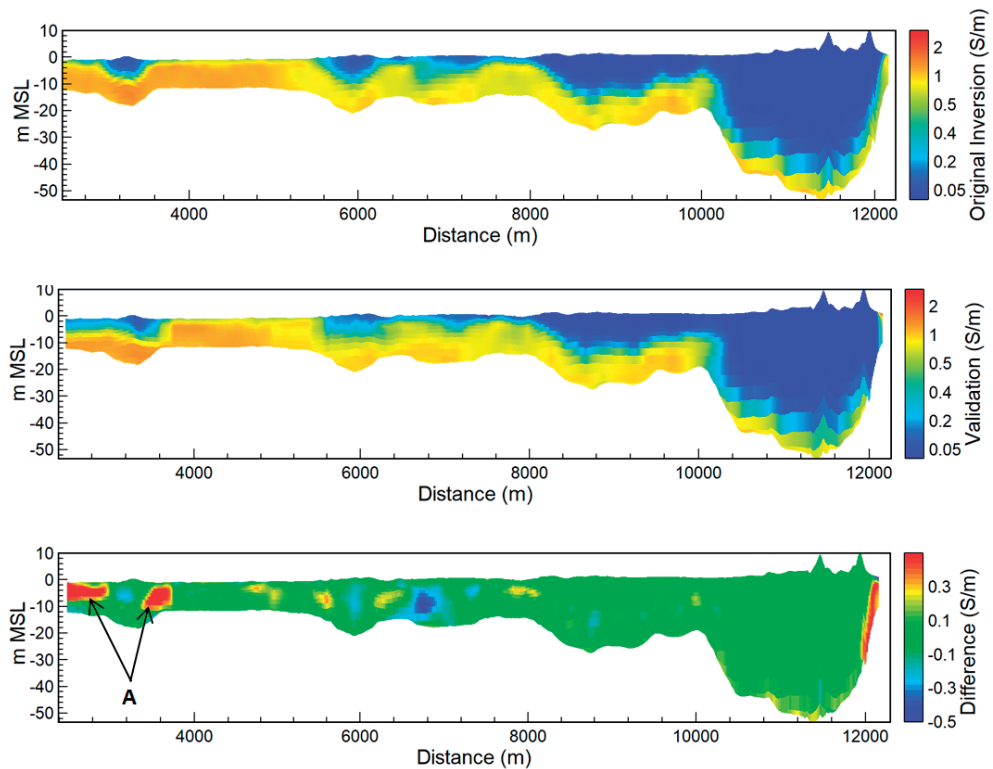 10
0
-10
-20
-30
-40
-50
m MSL
4000 6000 8000 10000 12000
Distance (m)
2
1
0.5
0.4
0.2
0.05
Original Inversion (S/m)
10
0
-10
-20
-30
-40
-50
m MSL
4000 6000 8000 10000 12000
Distance (m)
2
1
0.5
0.4
0.2
0.05
Validation (S/m)
10
0
-10
-20
-30
-40
-50
m MSL
A
4000 6000 8000 10000 12000
Distance (m)
0.3
0.1
-0.1
-0.3
-0.5
Difference (S/m)